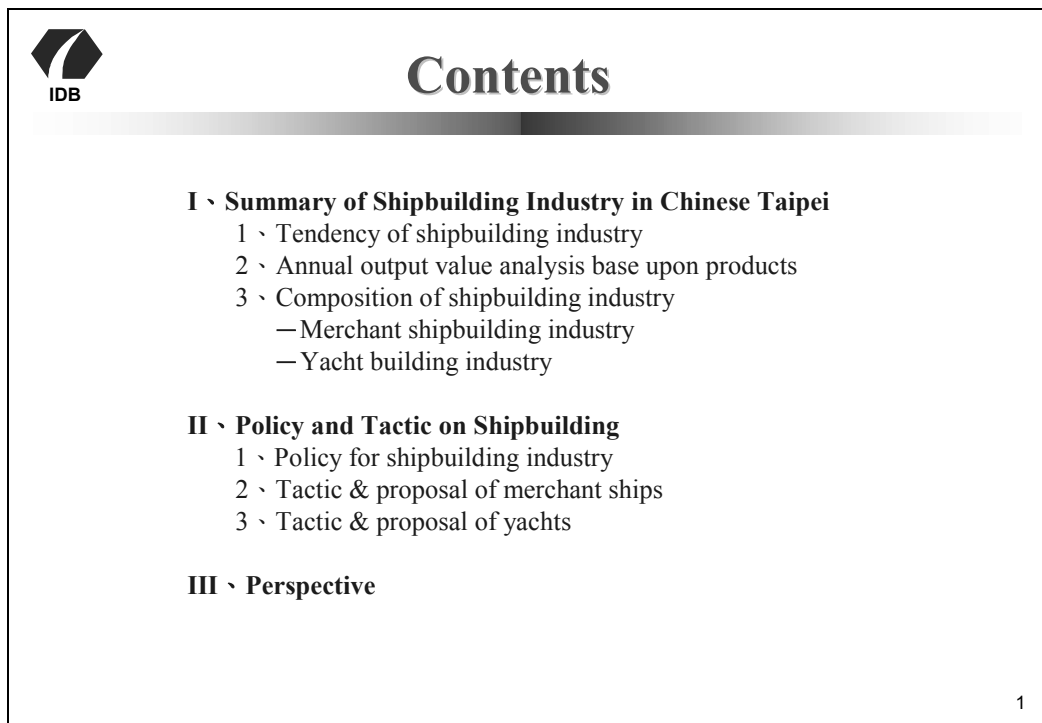 IDB
Contents
I、Summary of Shipbuilding Industry in Chinese Taipei
1、Tendency of shipbuilding industry
2、Annual output value analysis base upon products
3、Composition of shipbuilding industry
─Merchant shipbuilding industry
─Yacht building industry
II、Policy and Tactic on Shipbuilding
1、Policy for shipbuilding industry
2、Tactic & proposal of merchant ships
3、Tactic & proposal of yachts
III、Perspective
1